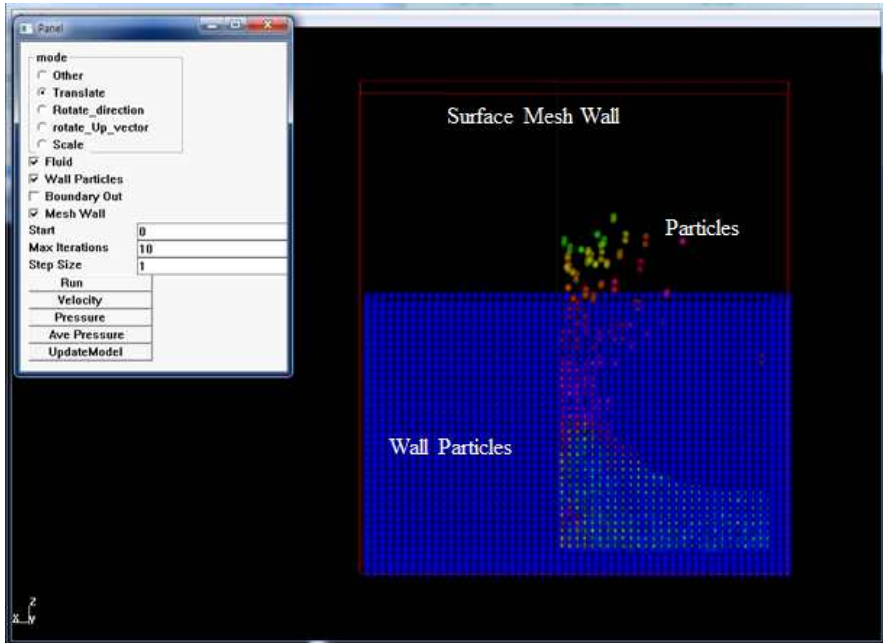 Panel
mode
Other
Translate
Rotate_direction
rotate_Up_vector
Scale
Fluid
Wall Particles
Boundary Out
Mesh Wall
Start 0
Max Iterations 10
Step Size 1
Run
Velocity
Pressure
Ave Pressure
UpdateModel
Surface Mesh Wall
Particles
Wall Particles
Z
X Y